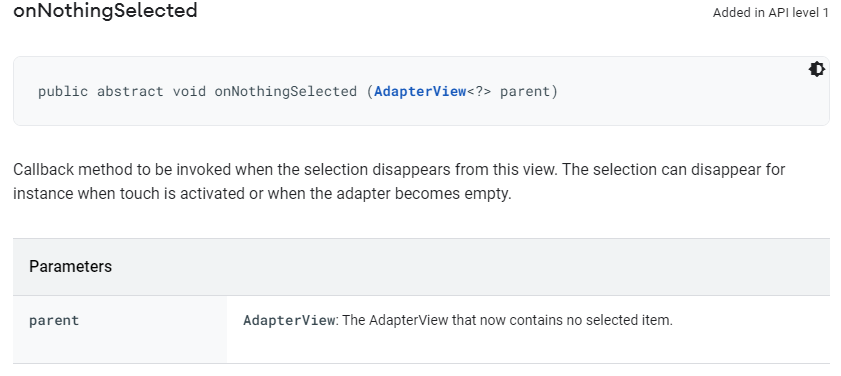 onNothingSelected
Added in API level 1
public abstract void onNothingSelected (AdapterView<?> parent)
Callback method to be invoked when the selection disappears from this view. The selection can disappear for
instance when touch is activated or when the adapter becomes empty.
Parameters
parent
AdapterView: The AdapterView that now contains no selected item.